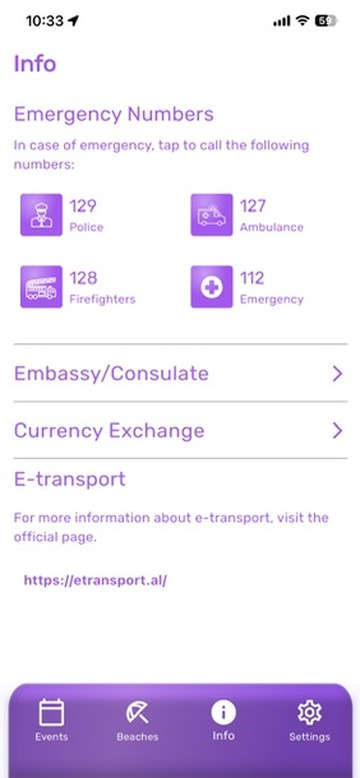 10:33
59
Info
Emergency Numbers
In case of emergency, tap to call the following
numbers:
129
Police
127
Ambulance
128
Firefighters
112
Emergency
Embassy/Consulate
Currency Exchange
E-transport
For more information about e-transport, visit the
official page.
https://etransport.al/
Events
Beaches
Info
Settings